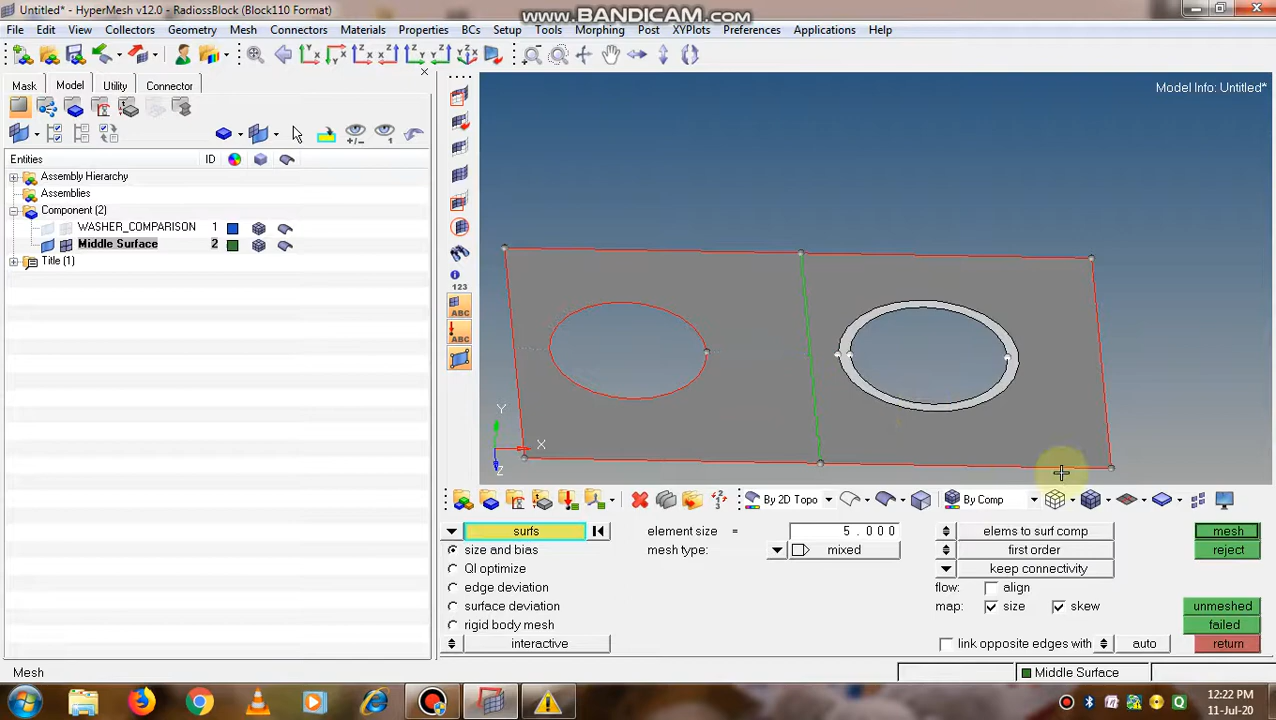 Untitled* - HyperMesh v12.0 - RadiossBlock (Block110 Format)
www.BANDICAM.com
File Edit View Collectors Geometry Mesh Connectors Materials Properties BCs Setup Tools Morphing Post XYPlots Preferences Applications Help
Mask Model Utility Connector
Model Info: Untitled*
Entities ID
Assembly Hierarchy
Assemblies
Component (2)
WASHER_COMPARISON 1
Middle Surface 2
Title (1)
123
ABC
ABC
Y
X
Z
By 2D Topo
By Comp
surfs
size and bias
QI optimize
edge deviation
surface deviation
rigid body mesh
interactive
element size = 5.000
mesh type: mixed
elems to surf comp
first order
keep connectivity
flow: align
map: size skew
link opposite edges with auto
mesh
reject
unmeshed
failed
return
Mesh
Middle Surface
12:22 PM
11-Jul-20